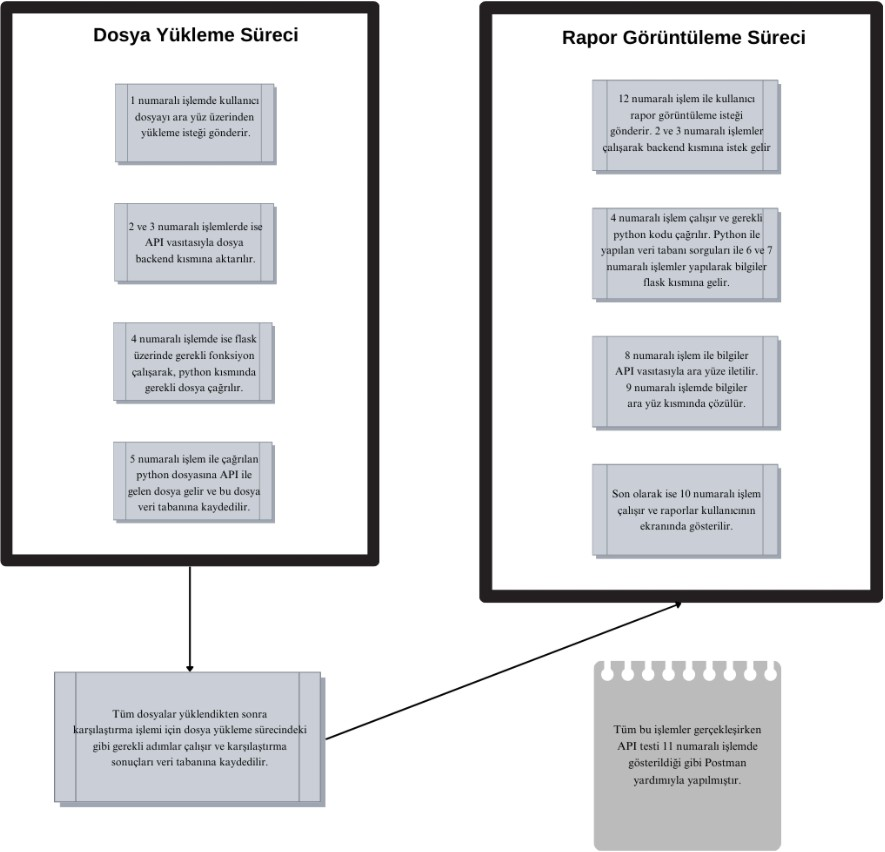 Dosya Yükleme Süreci
1 numaralı işlemde kullanıcı
dosyayı ara yüz üzerinden
yükleme isteği gönderir.
2 ve 3 numaralı işlemlerde ise
API vasıtasıyla dosya
backend kısmına aktarılır.
4 numaralı işlemde ise flask
üzerinde gerekli fonksiyon
çalışarak, python kısmında
gerekli dosya çağrılır.
5 numaralı işlem ile çağrılan
python dosyasına API ile
gelen dosya gelir ve bu dosya
veri tabanına kaydedilir.
Tüm dosyalar yüklendikten sonra
karşılaştırma işlemi için dosya yükleme sürecindeki
gibi gerekli adımlar çalışır ve karşılaştırma
sonuçları veri tabanına kaydedilir.
Rapor Görüntüleme Süreci
12 numaralı işlem ile kullanıcı
rapor görüntüleme isteği
gönderir. 2 ve 3 numaralı işlemler
çalışarak backend kısmına istek gelir
4 numaralı işlem çalışır ve gerekli
python kodu çağrılır. Python ile
yapılan veri tabanı sorguları ile 6 ve 7
numaralı işlemler yapılarak bilgiler
flask kısmına gelir.
8 numaralı işlem ile bilgiler
API vasıtasıyla ara yüze iletilir.
9 numaralı işlemde bilgiler
ara yüz kısmında çözülür.
Son olarak ise 10 numaralı işlem
çalışır ve raporlar kullanıcının
ekranında gösterilir.
Tüm bu işlemler gerçekleşirken
API testi 11 numaralı işlemde
gösterildiği gibi Postman
yardımıyla yapılmıştır.